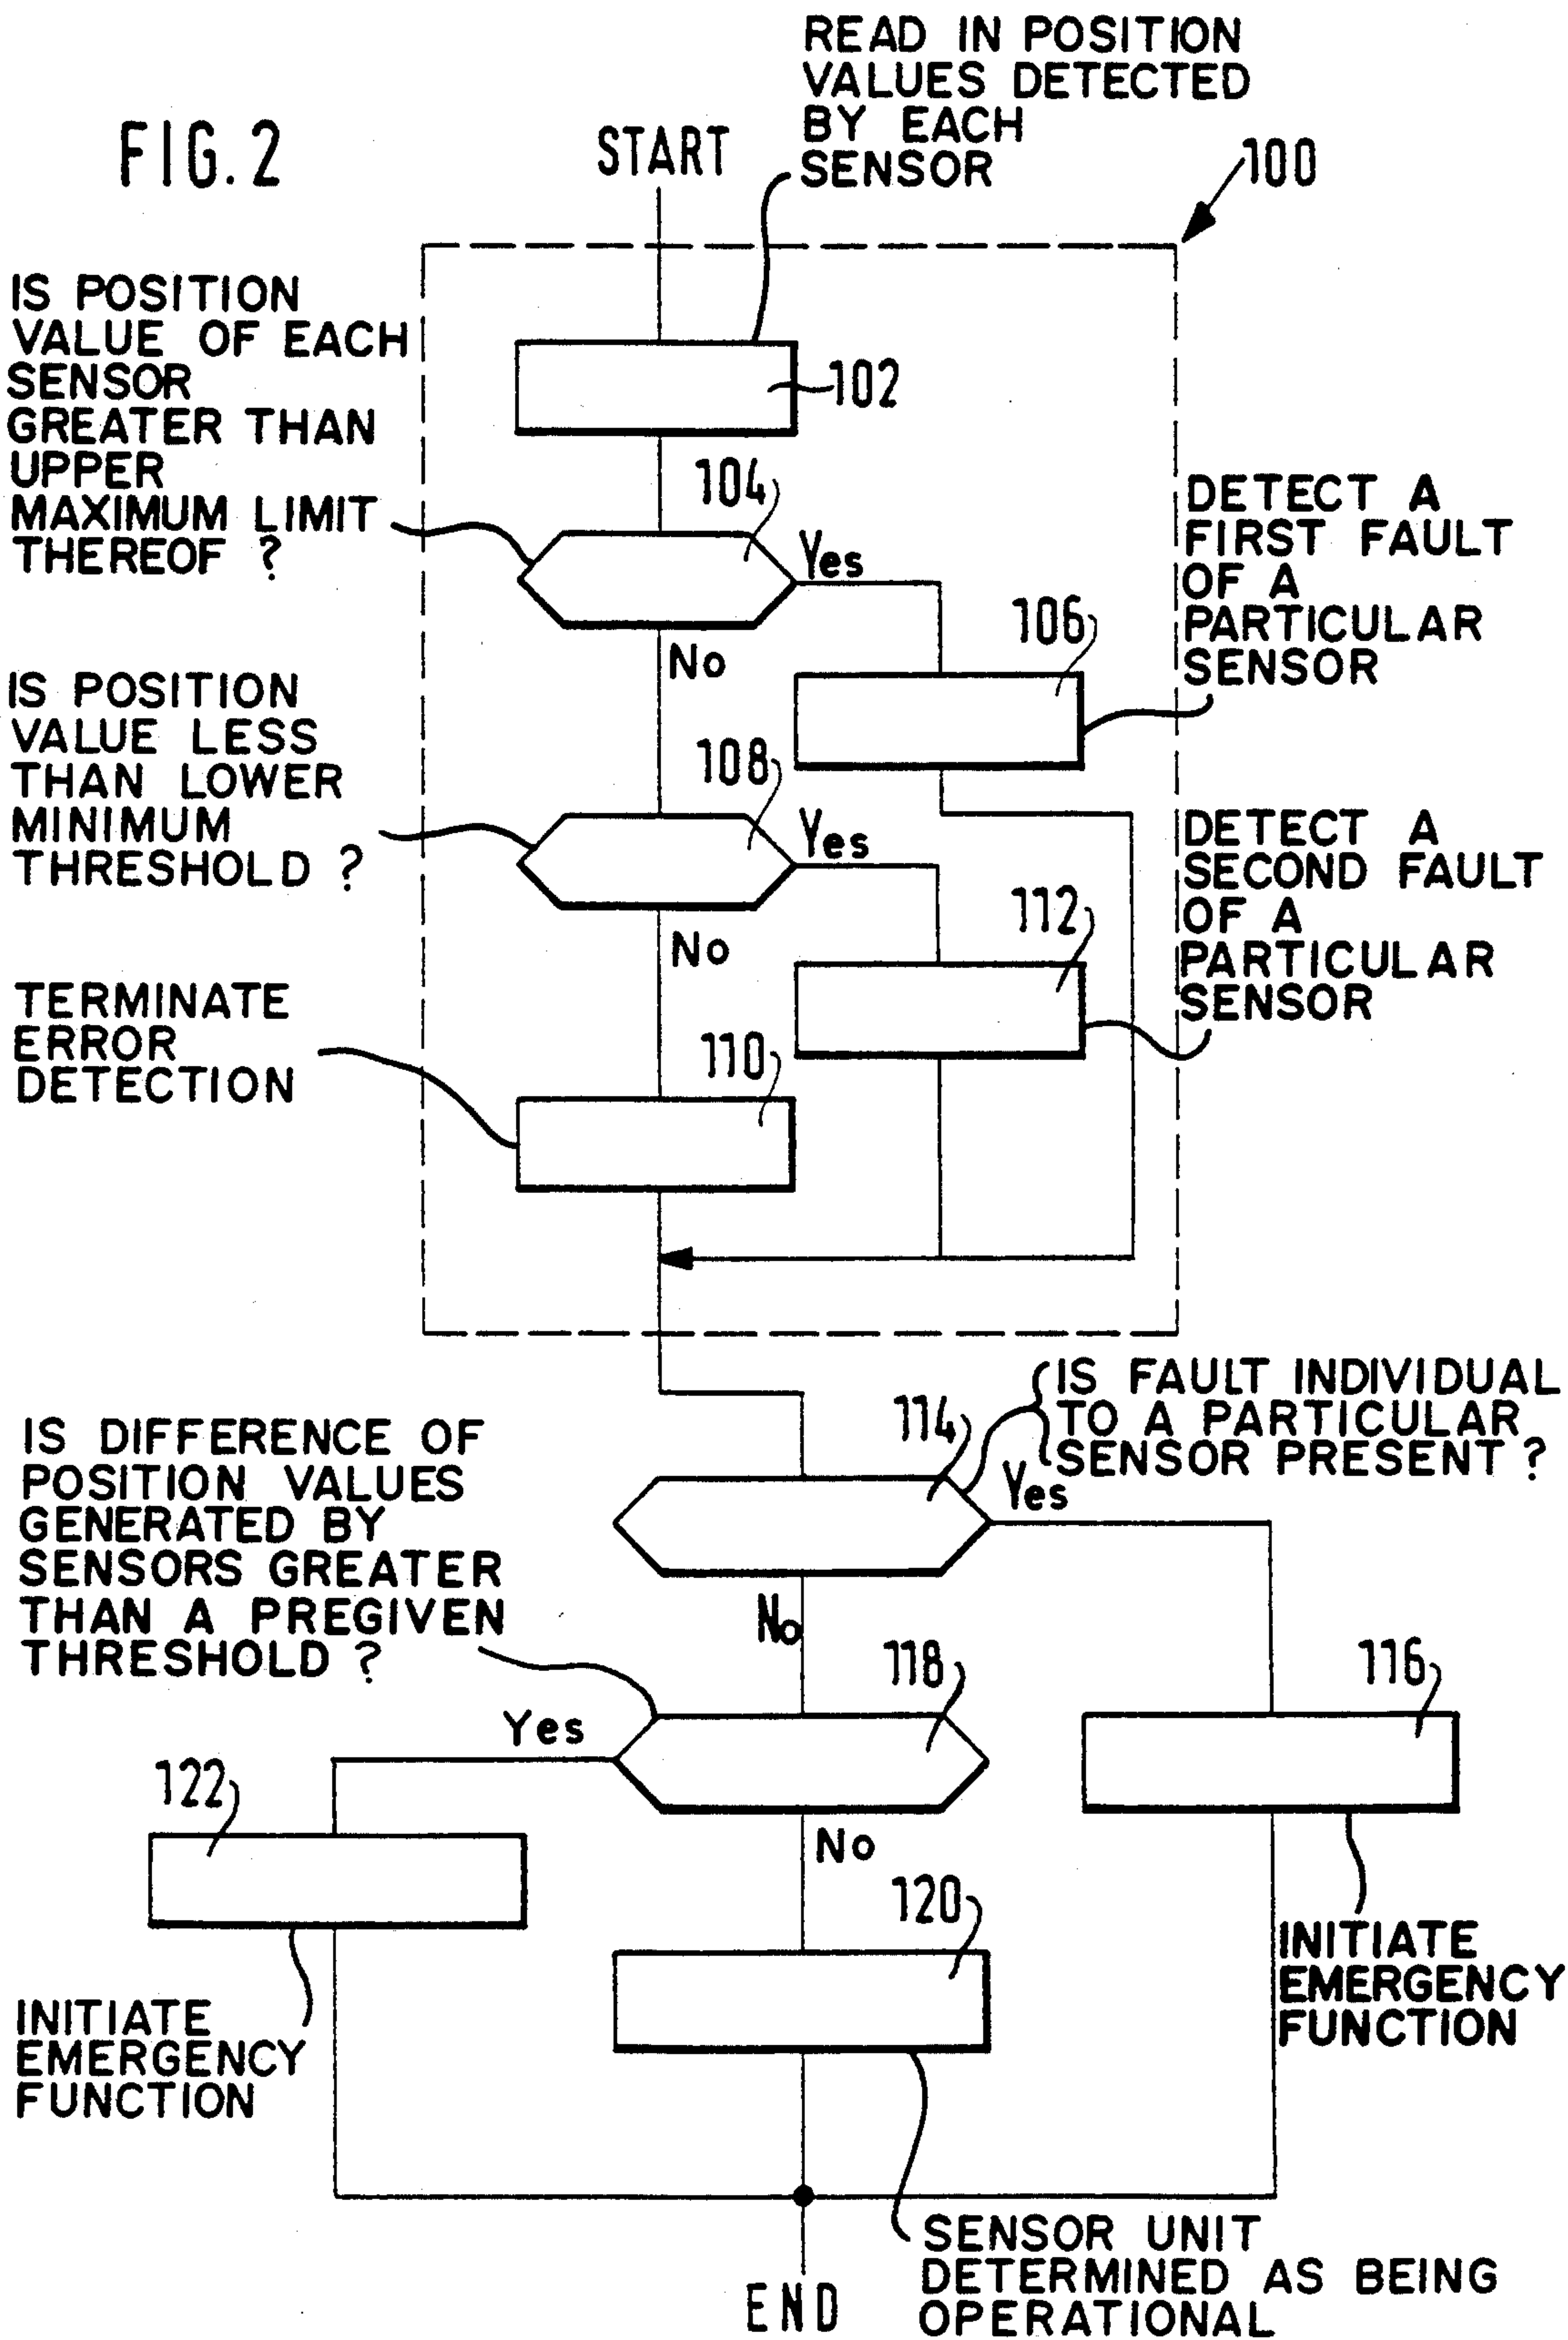 FIG. 2
START
READ IN POSITION
VALUES DETECTED
BY EACH
SENSOR
100
IS POSITION
VALUE OF EACH
SENSOR
GREATER THAN
UPPER
MAXIMUM LIMIT
THEREOF ?
102
104
Yes
No
DETECT A
FIRST FAULT
OF A
PARTICULAR
SENSOR
106
IS POSITION
VALUE LESS
THAN LOWER
MINIMUM
THRESHOLD ?
108
Yes
No
DETECT A
SECOND FAULT
OF A
PARTICULAR
SENSOR
112
TERMINATE
ERROR
DETECTION
110
IS FAULT INDIVIDUAL
TO A PARTICULAR
SENSOR PRESENT ?
114
Yes
No
IS DIFFERENCE OF
POSITION VALUES
GENERATED BY
SENSORS GREATER
THAN A PREGIVEN
THRESHOLD ?
118
116
Yes
No
122
120
INITIATE
EMERGENCY
FUNCTION
INITIATE
EMERGENCY
FUNCTION
SENSOR UNIT
DETERMINED AS BEING
OPERATIONAL
END